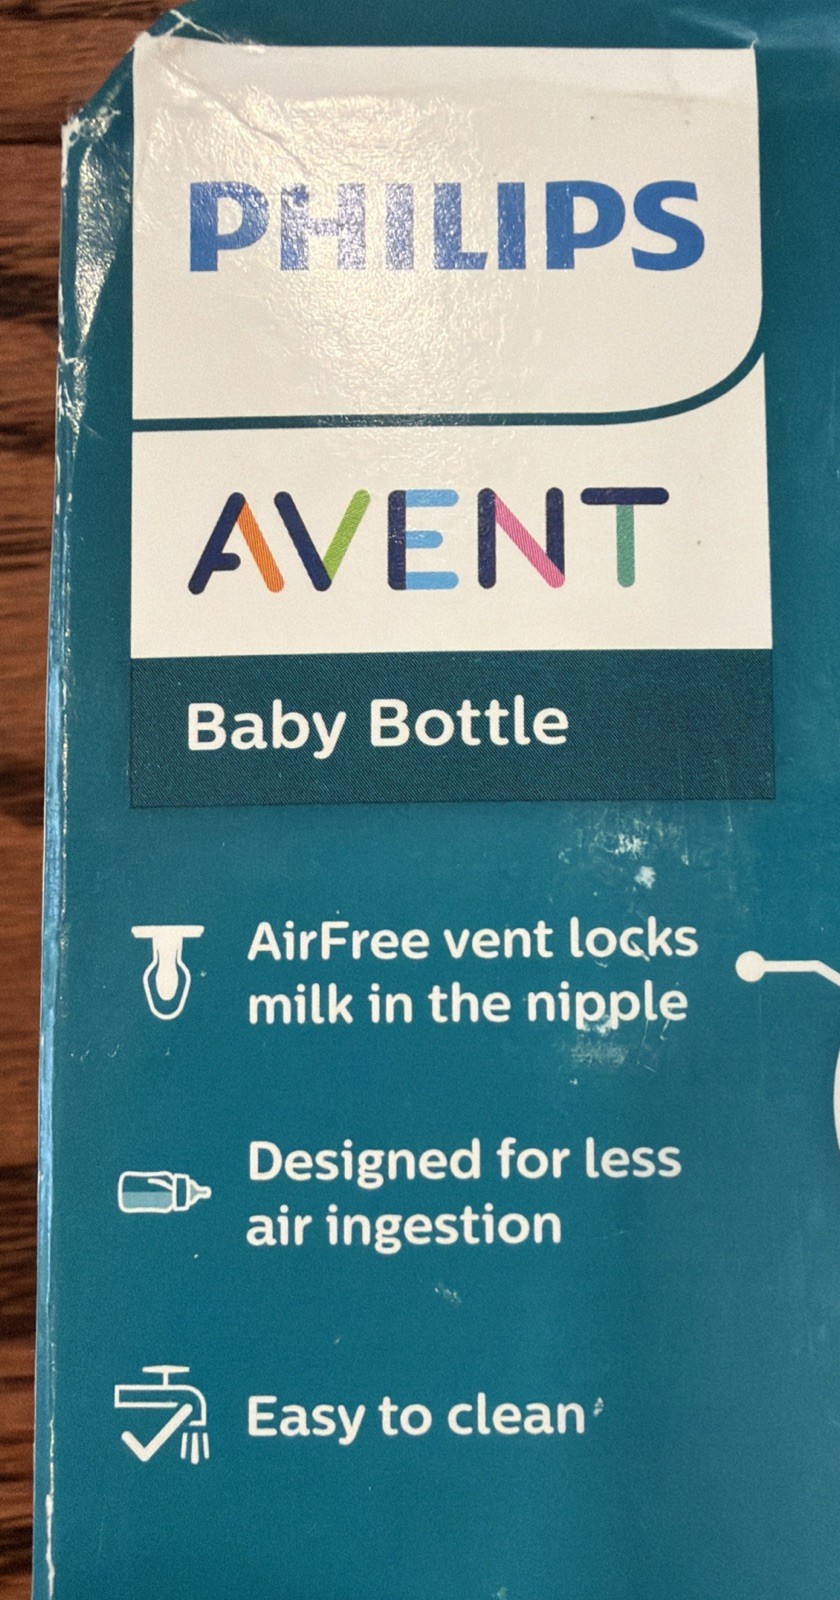 PHILIPS
AVENT
Baby Bottle
AirFree vent locks
milk in the nipple
Designed for less
air ingestion
Easy to clean